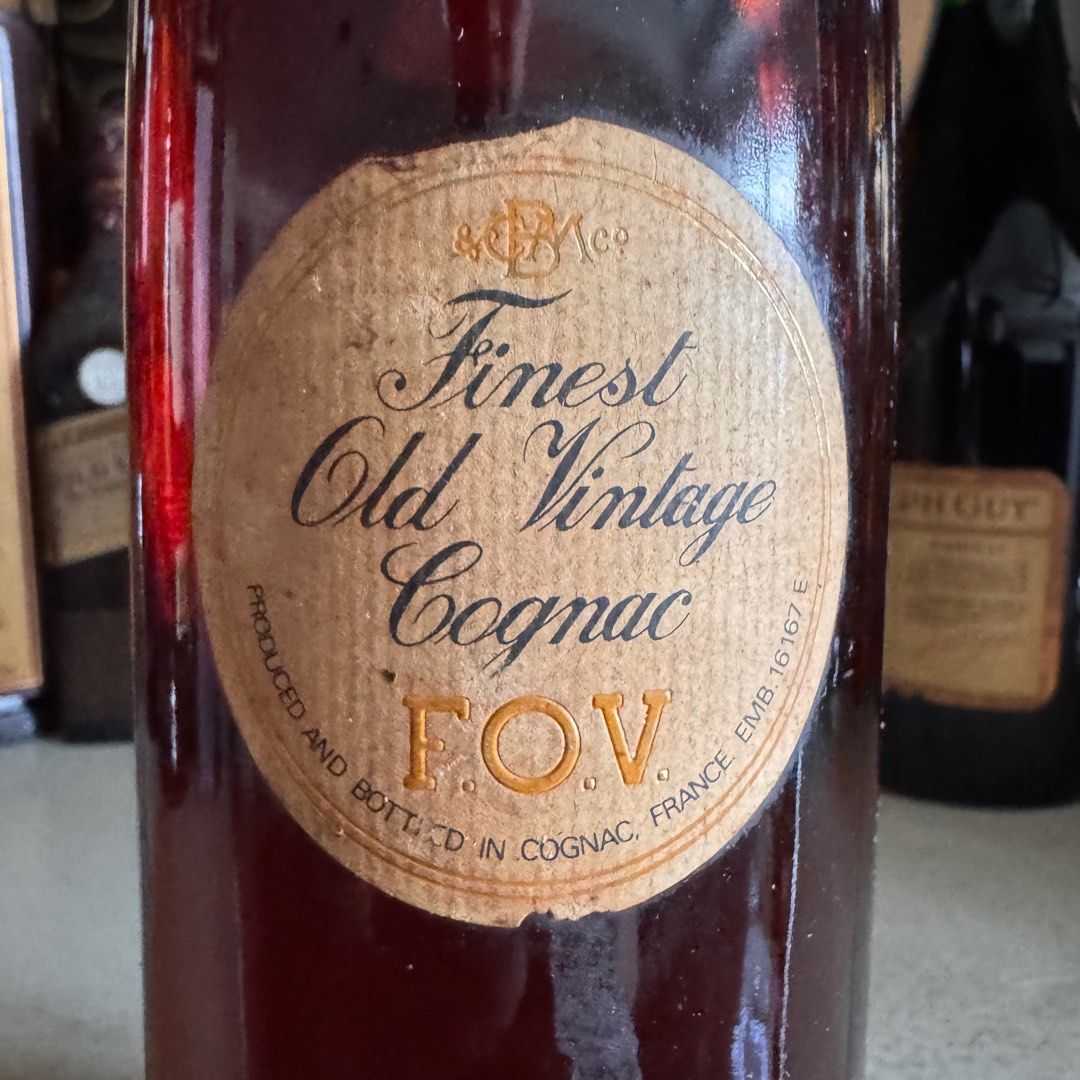 & Co
Finest
Old Vintage
Cognac
F.O.V.
PRODUCED AND BOTTLED IN COGNAC, FRANCE. EMB. 16167 E